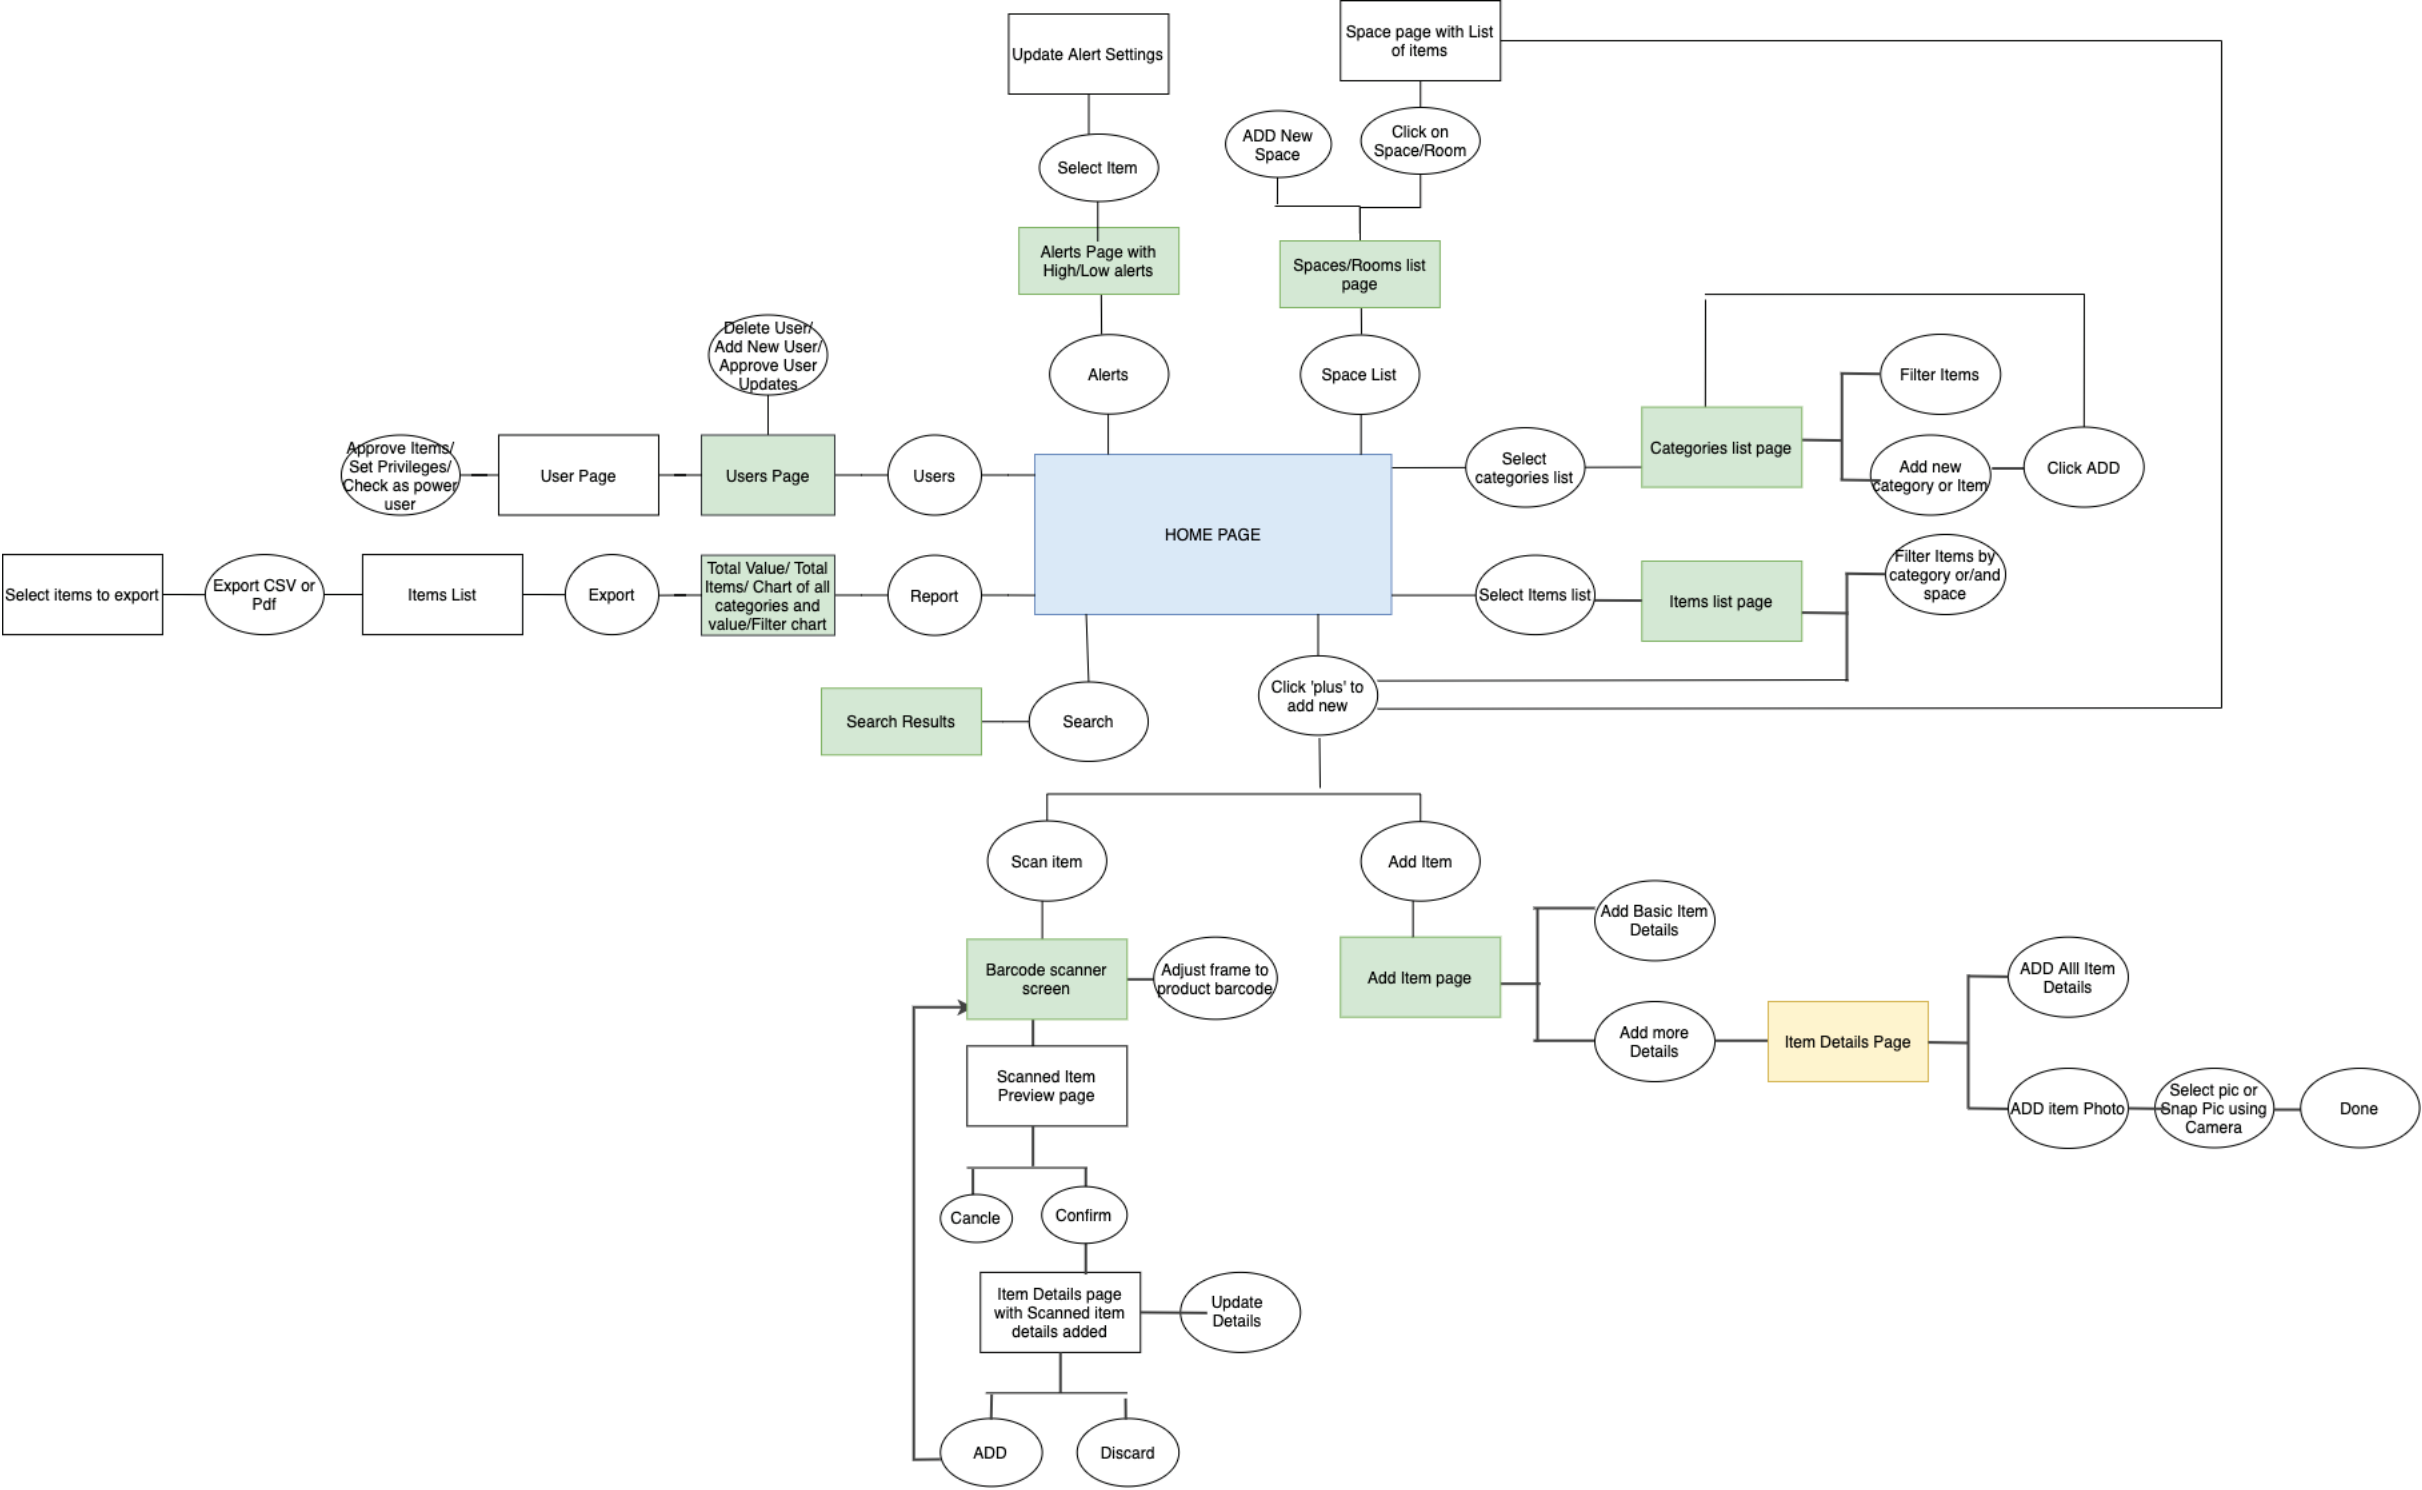 Update Alert Settings
Space page with List
of items
ADD New
Space
Click on
Space/Room
Select Item
Alerts Page with
High/Low alerts
Spaces/Rooms list
page
Delete User/
Add New User/
Approve User
Updates
Alerts
Space List
Filter Items
Approve Items/
Set Privileges/
Check as power
user
User Page
Users Page
Users
Select
categories list
Categories list page
Add new
category or Item
Click ADD
HOME PAGE
Select items to export
Export CSV or
Pdf
Items List
Export
Total Value/ Total
Items/ Chart of all
categories and
value/Filter chart
Report
Select Items list
Items list page
Filter Items by
category or/and
space
Search Results
Search
Click 'plus' to
add new
Scan item
Add Item
Barcode scanner
screen
Adjust frame to
product barcode
Add Item page
Add Basic Item
Details
Add more
Details
Item Details Page
ADD Alll Item
Details
ADD item Photo
Select pic or
Snap Pic using
Camera
Done
Scanned Item
Preview page
Cancle
Confirm
Item Details page
with Scanned item
details added
Update
Details
ADD
Discard